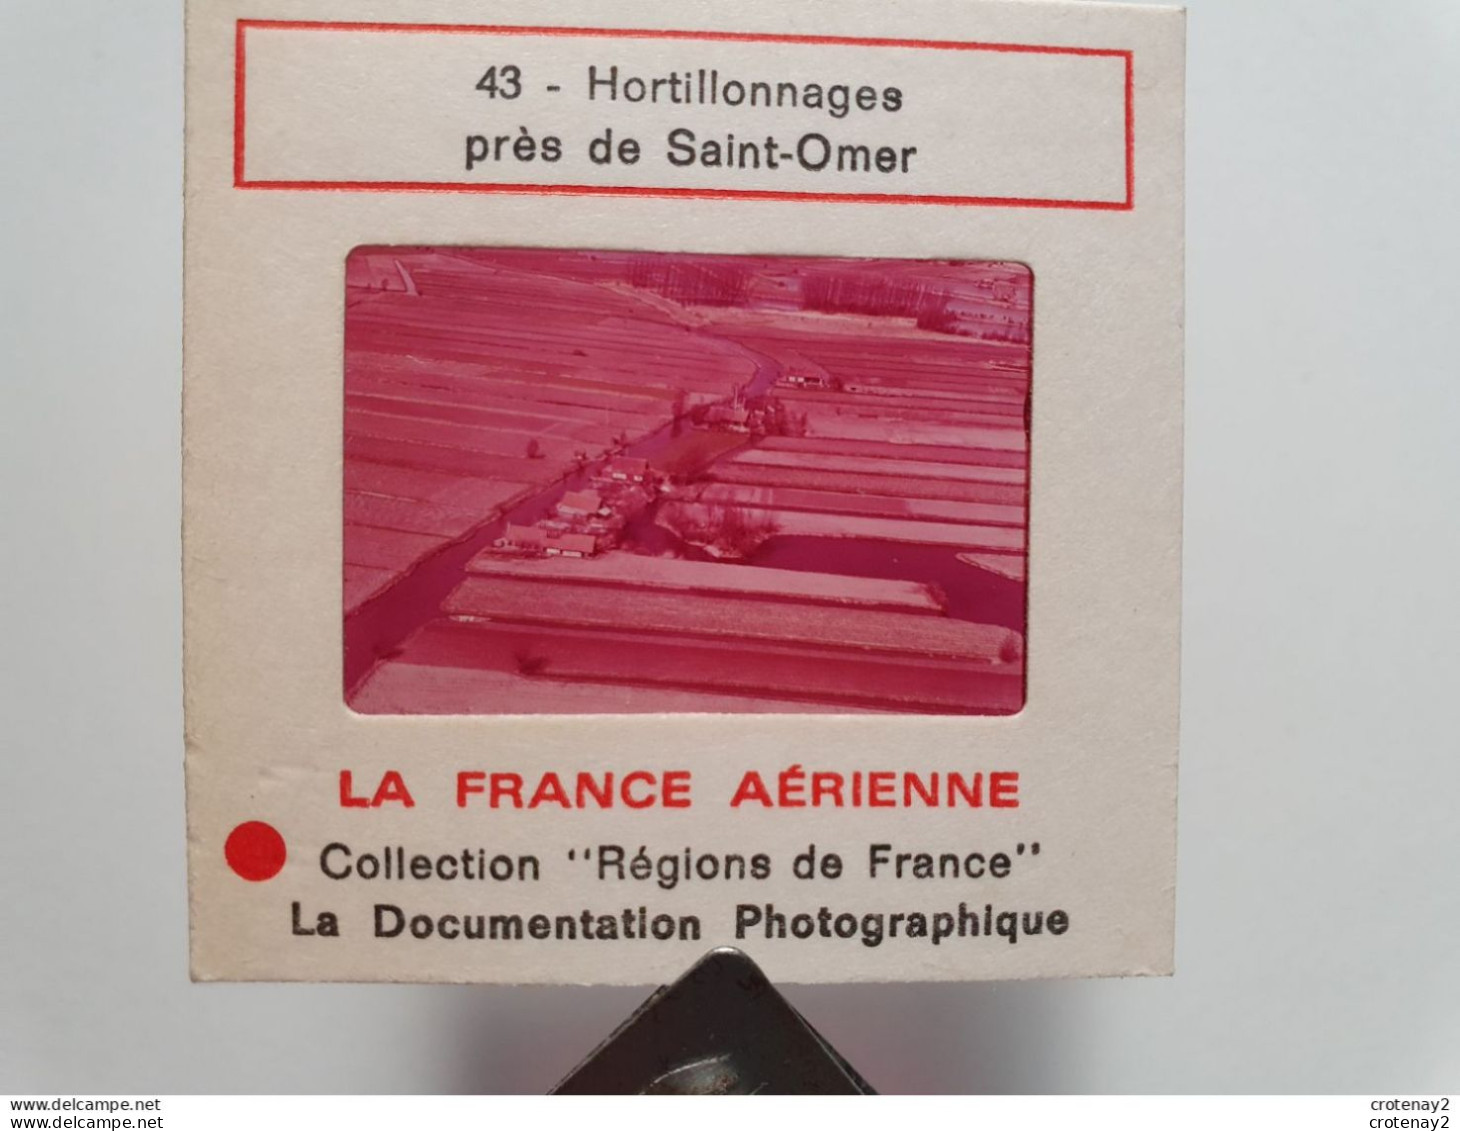 43 - Hortillonnages
près de Saint-Omer
LA FRANCE AÉRIENNE
Collection "Régions de France"
La Documentation Photographique
www.delcampe.net
www.delcampe.net
crotenay2
crotenay2